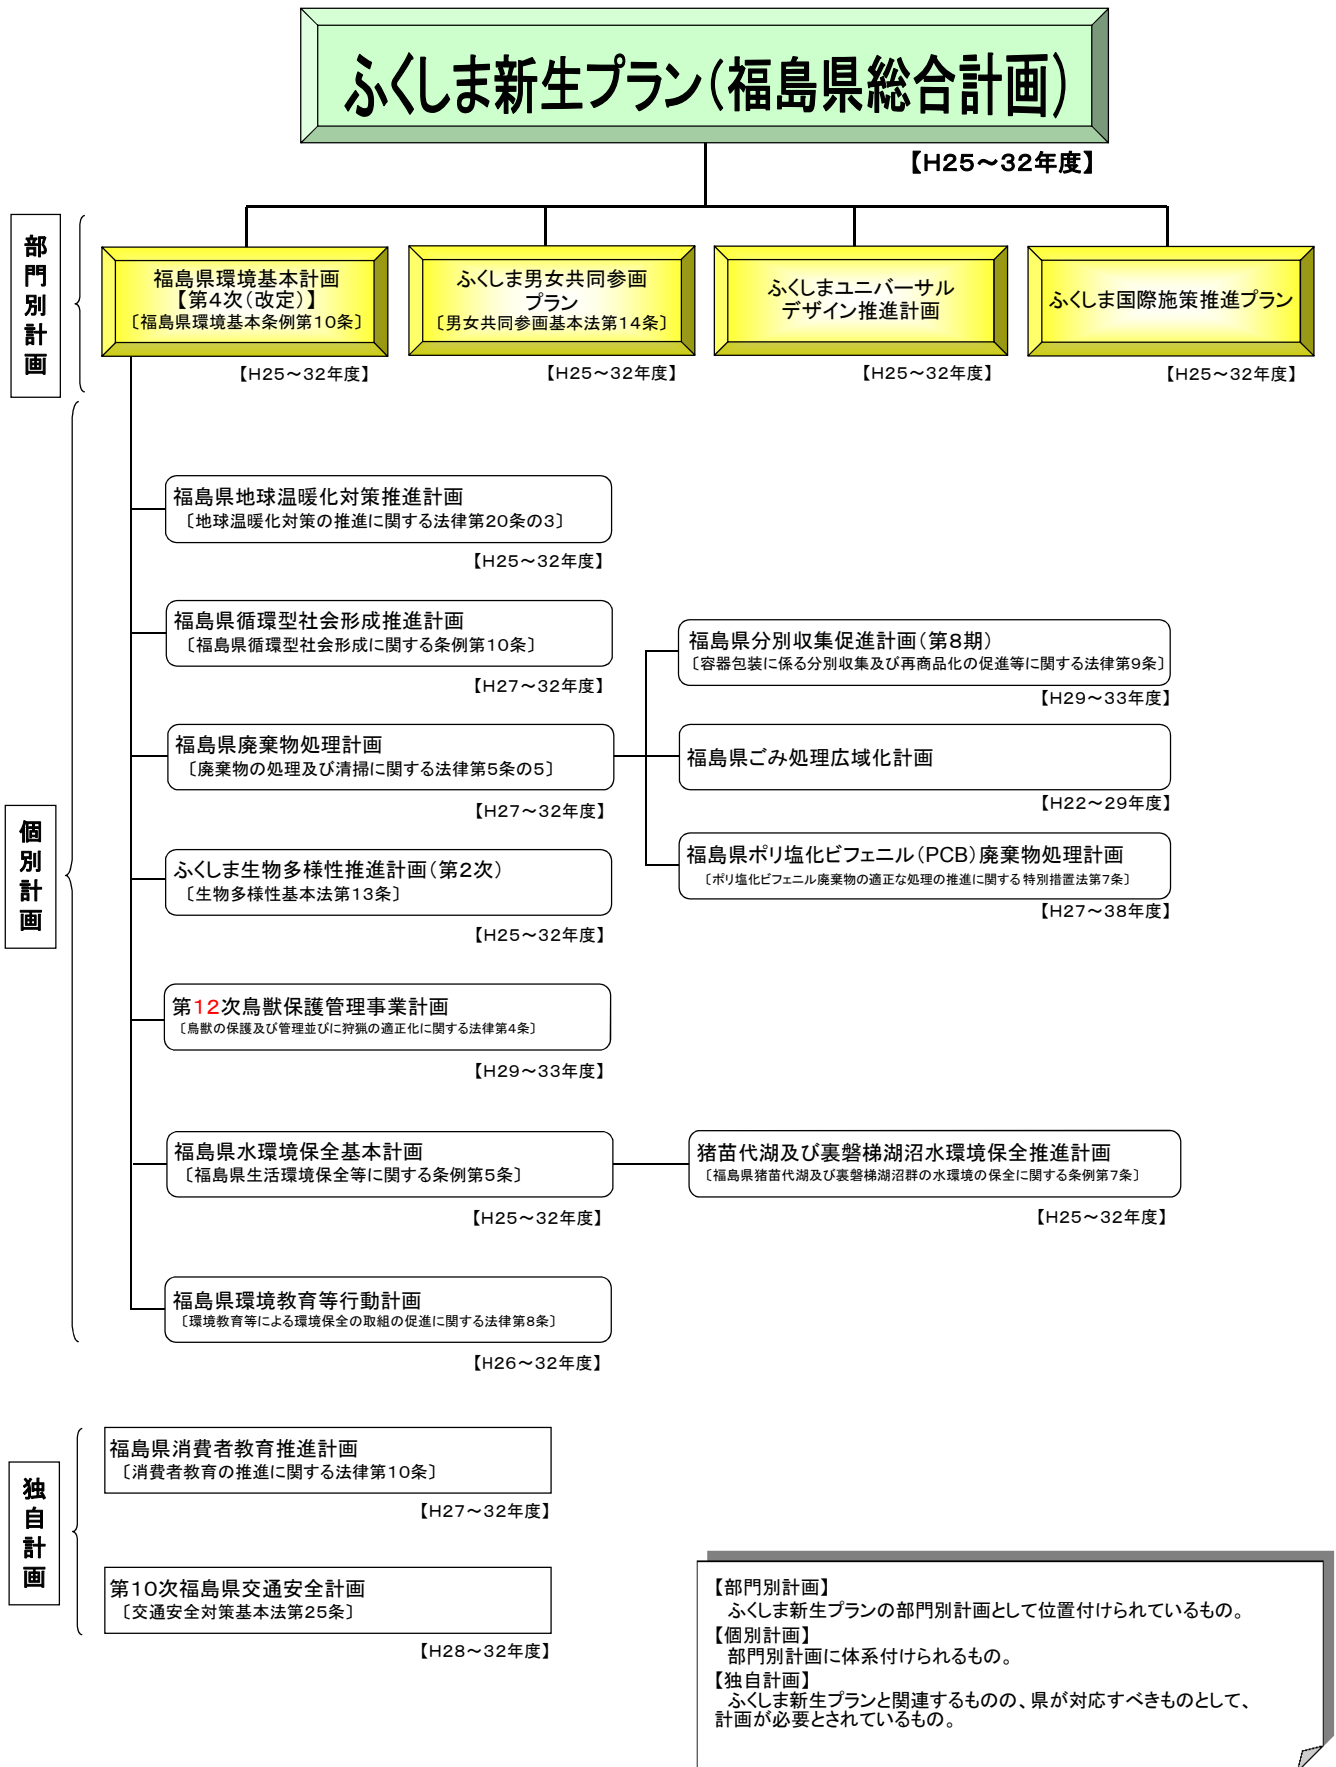 ふくしま新生プラン(福島県総合計画)
【H25～32年度】
部門別計画
福島県環境基本計画
【第4次(改定)】
〔福島県環境基本条例第10条〕
【H25～32年度】
ふくしま男女共同参画
プラン
〔男女共同参画基本法第14条〕
【H25～32年度】
ふくしまユニバーサル
デザイン推進計画
【H25～32年度】
ふくしま国際施策推進プラン
【H25～32年度】
個別計画
福島県地球温暖化対策推進計画
〔地球温暖化対策の推進に関する法律第20条の3〕
【H25～32年度】
福島県循環型社会形成推進計画
〔福島県循環型社会形成に関する条例第10条〕
【H27～32年度】
福島県廃棄物処理計画
〔廃棄物の処理及び清掃に関する法律第5条の5〕
【H27～32年度】
福島県分別収集促進計画(第8期)
〔容器包装に係る分別収集及び再商品化の促進等に関する法律第9条〕
【H29～33年度】
福島県ごみ処理広域化計画
【H22～29年度】
福島県ポリ塩化ビフェニル(PCB)廃棄物処理計画
〔ポリ塩化ビフェニル廃棄物の適正な処理の推進に関する特別措置法第7条〕
【H27～38年度】
ふくしま生物多様性推進計画(第2次)
〔生物多様性基本法第13条〕
【H25～32年度】
第12次鳥獣保護管理事業計画
〔鳥獣の保護及び管理並びに狩猟の適正化に関する法律第4条〕
【H29～33年度】
福島県水環境保全基本計画
〔福島県生活環境保全等に関する条例第5条〕
【H25～32年度】
猪苗代湖及び裏磐梯湖沼水環境保全推進計画
〔福島県猪苗代湖及び裏磐梯湖沼群の水環境の保全に関する条例第7条〕
【H25～32年度】
福島県環境教育等行動計画
〔環境教育等による環境保全の取組の促進に関する法律第8条〕
【H26～32年度】
独自計画
福島県消費者教育推進計画
〔消費者教育の推進に関する法律第10条〕
【H27～32年度】
第10次福島県交通安全計画
〔交通安全対策基本法第25条〕
【H28～32年度】
【部門別計画】
ふくしま新生プランの部門別計画として位置付けられているもの。
【個別計画】
部門別計画に体系付けられるもの。
【独自計画】
ふくしま新生プランと関連するものの、県が対応すべきものとして、
計画が必要とされているもの。